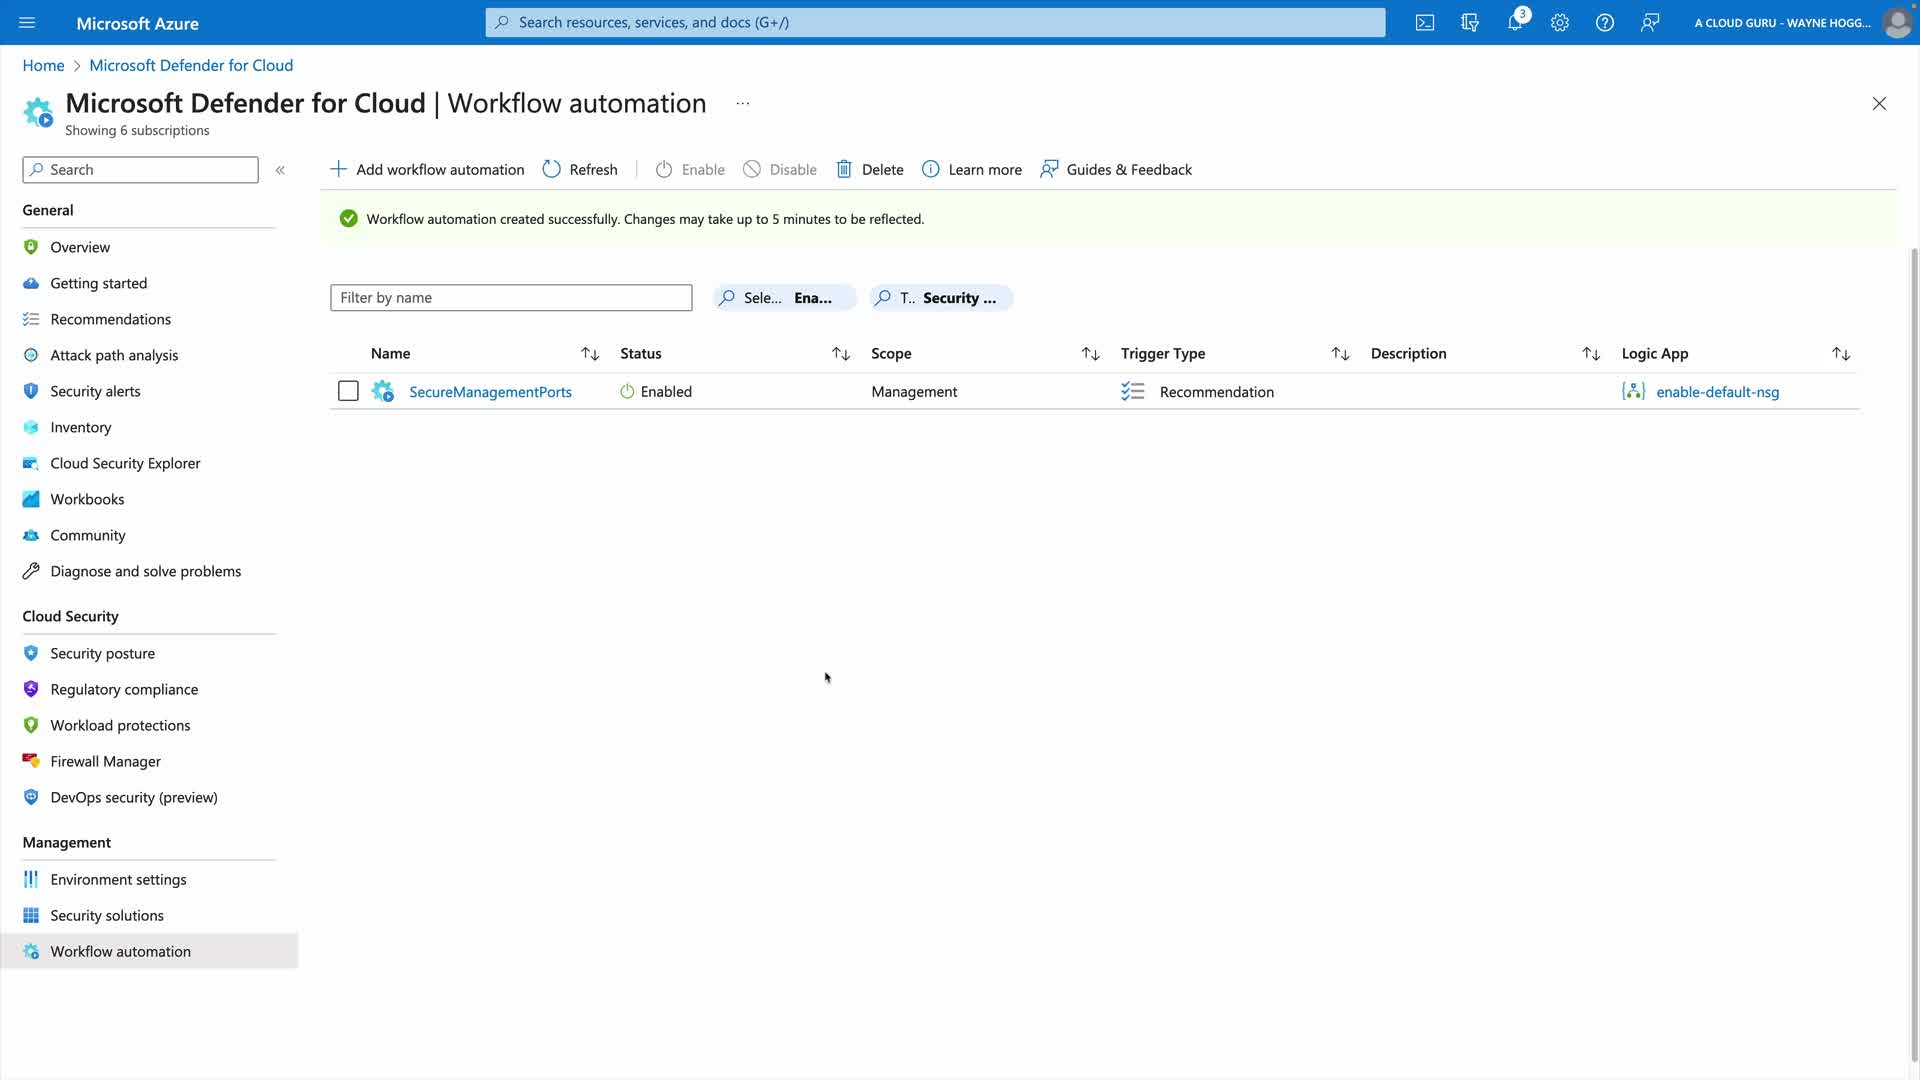 Microsoft Azure
Search resources, services, and docs (G+/)
3
A CLOUD GURU - WAYNE HOGG...
Home > Microsoft Defender for Cloud
Microsoft Defender for Cloud | Workflow automation ...
Showing 6 subscriptions
Search
«
Add workflow automation
Refresh
Enable
Disable
Delete
Learn more
Guides & Feedback
Workflow automation created successfully. Changes may take up to 5 minutes to be reflected.
Filter by name
Sele... Ena...
T.. Security ...
Name
Status
Scope
Trigger Type
Description
Logic App
SecureManagementPorts
Enabled
Management
Recommendation
enable-default-nsg
General
Overview
Getting started
Recommendations
Attack path analysis
Security alerts
Inventory
Cloud Security Explorer
Workbooks
Community
Diagnose and solve problems
Cloud Security
Security posture
Regulatory compliance
Workload protections
Firewall Manager
DevOps security (preview)
Management
Environment settings
Security solutions
Workflow automation